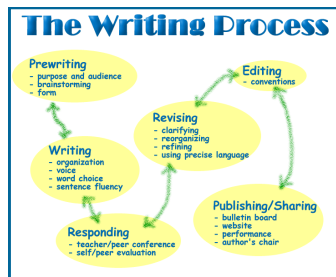 The Writing Process
Prewriting
- purpose and audience
- brainstorming
- form
Writing
- organization
- voice
- word choice
- sentence fluency
Responding
- teacher/peer conference
- self/peer evaluation
Revising
- clarifying
- reorganizing
- refining
- using precise language
Editing
- conventions
Publishing/Sharing
- bulletin board
- website
- performance
- author's chair